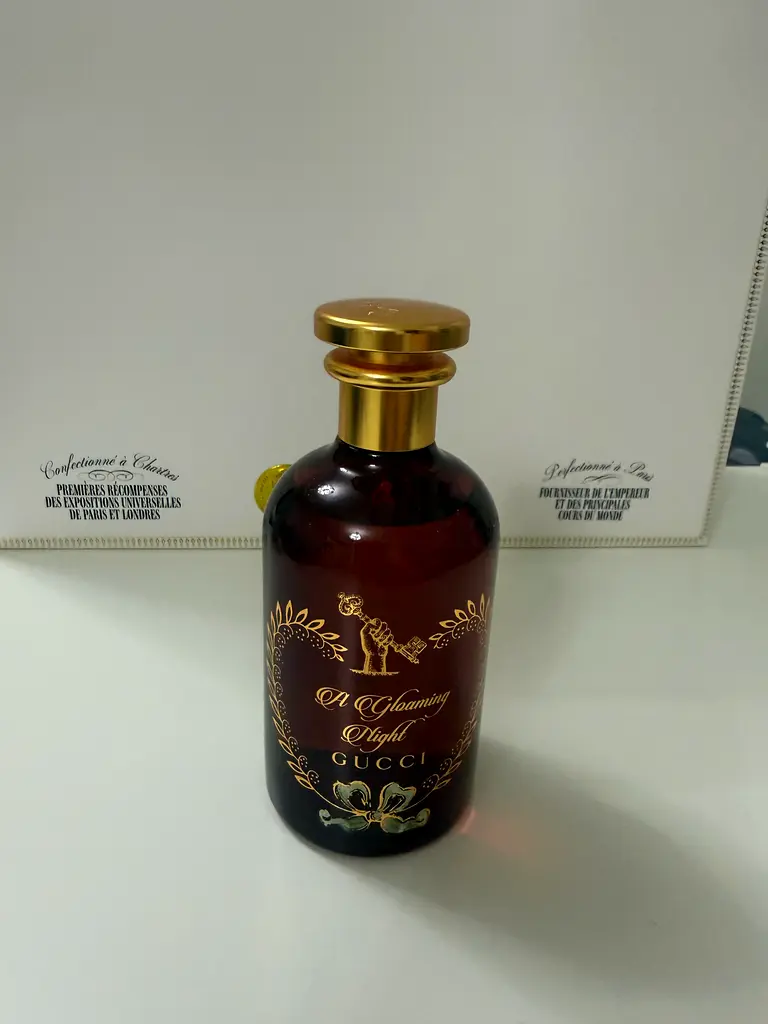 Confectionné à Chartres
PREMIÈRES RÉCOMPENSES
DES EXPOSITIONS UNIVERSELLES
DE PARIS ET LONDRES
Perfectionné à Paris
FOURNISSEUR DE L'EMPEREUR
ET DES PRINCIPALES
COURS DU MONDE
A Gloaming
Night
GUCCI